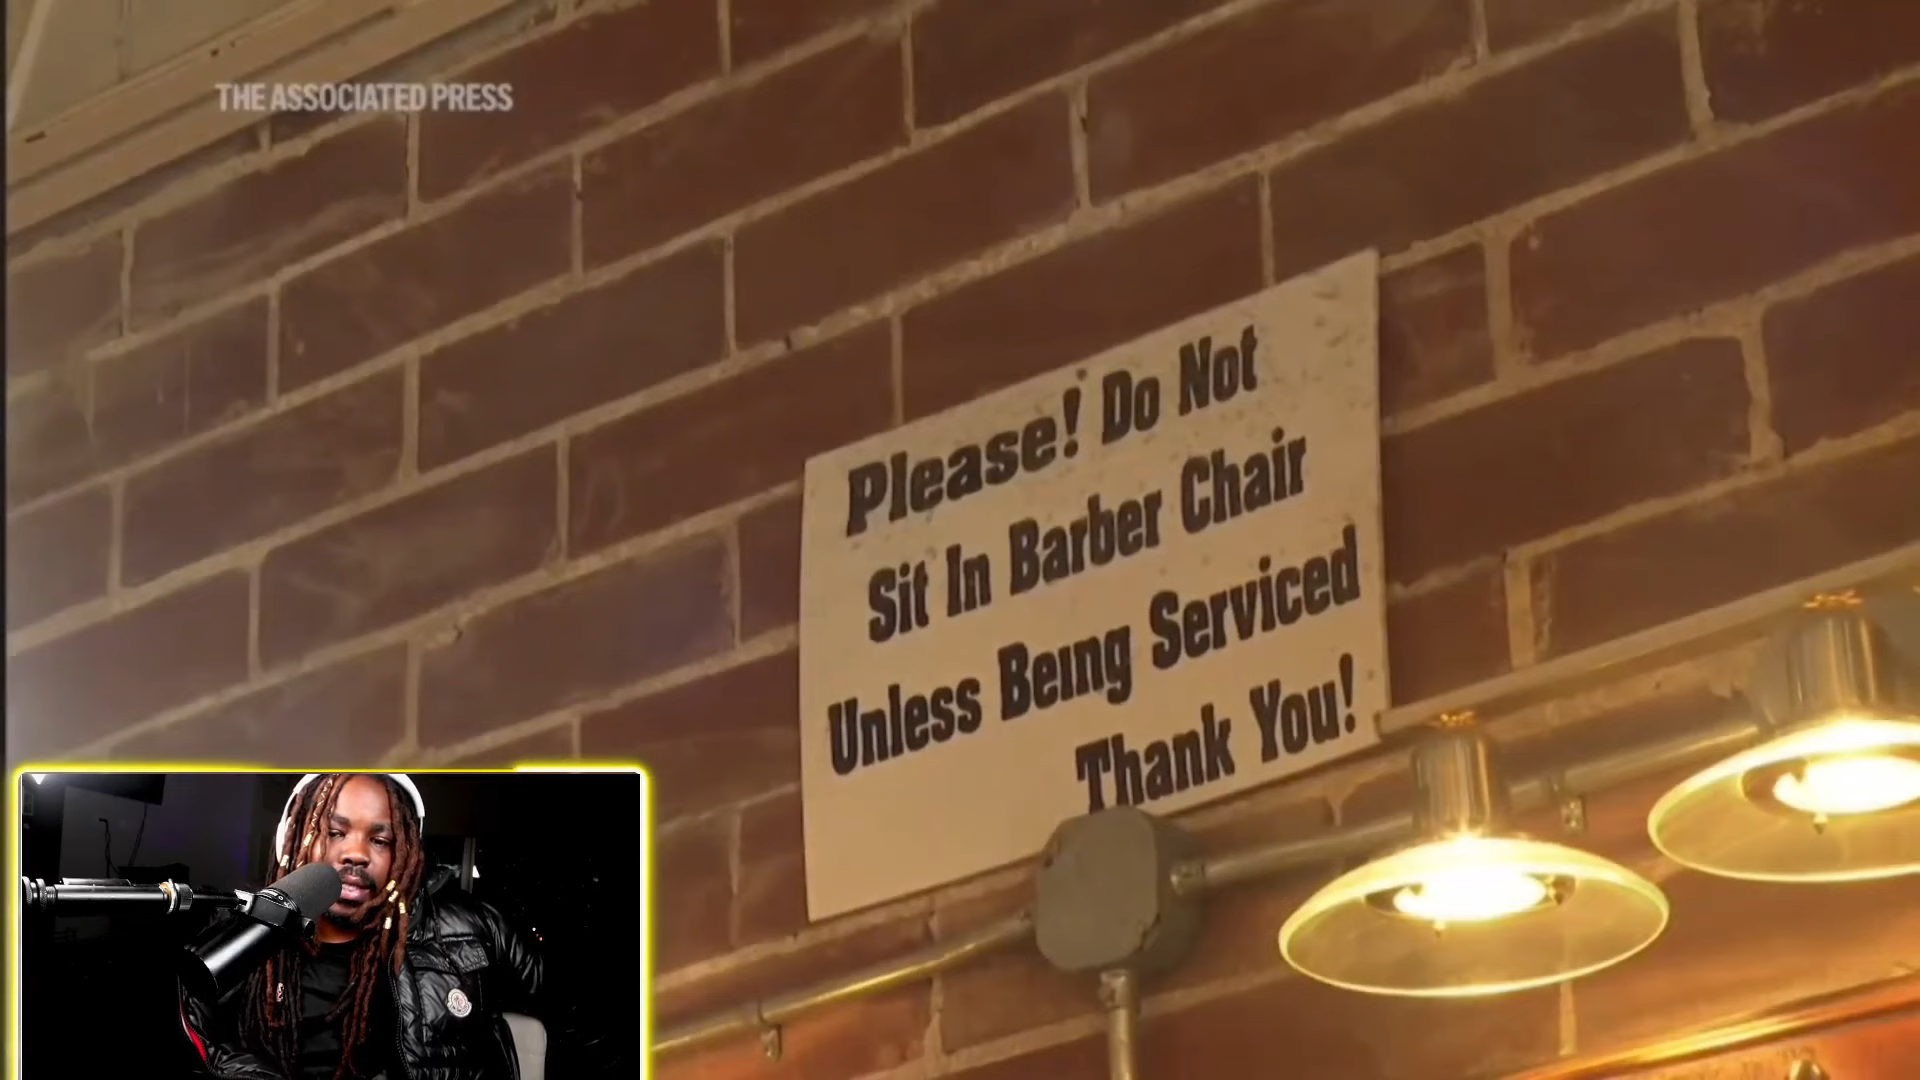 THE ASSOCIATED PRESS
Please! Do Not
Sit In Barber Chair
Unless Being Serviced
Thank You!